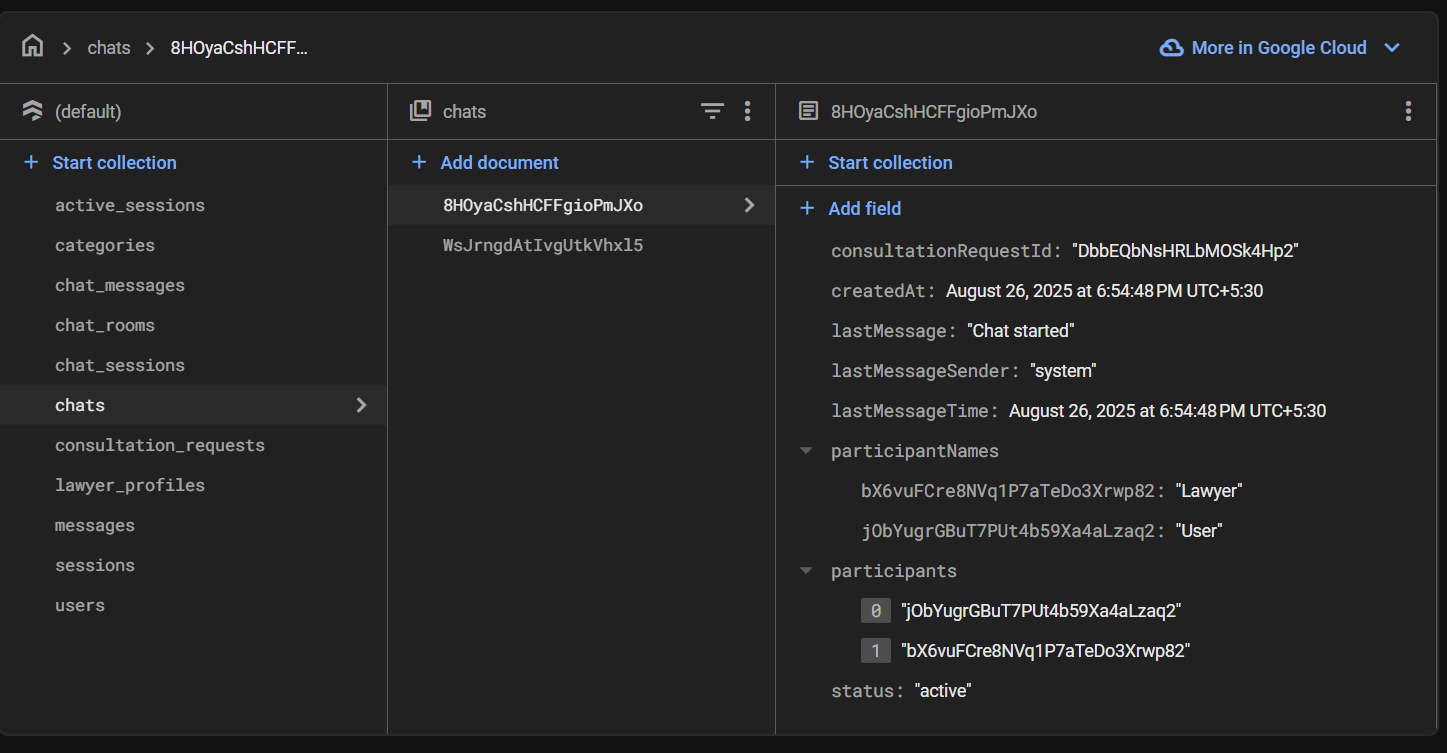 chats
8HOyaCshHCFF...
More in Google Cloud
(default)
Start collection
active_sessions
categories
chat_messages
chat_rooms
chat_sessions
chats
consultation_requests
lawyer_profiles
messages
sessions
users
chats
Add document
8HOyaCshHCFFgioPmJXo
WsJrngdAtIvgUtkVhxl5
8HOyaCshHCFFgioPmJXo
Start collection
Add field
consultationRequestId: "DbbEQbNsHRLbMOSk4Hp2"
createdAt: August 26, 2025 at 6:54:48 PM UTC+5:30
lastMessage: "Chat started"
lastMessageSender: "system"
lastMessageTime: August 26, 2025 at 6:54:48 PM UTC+5:30
participantNames
bX6vuFCre8NVq1P7aTeDo3Xrwp82: "Lawyer"
jObYugrGBuT7PUt4b59Xa4aLzaq2: "User"
participants
0 "jObYugrGBuT7PUt4b59Xa4aLzaq2"
1 "bX6vuFCre8NVq1P7aTeDo3Xrwp82"
status: "active"